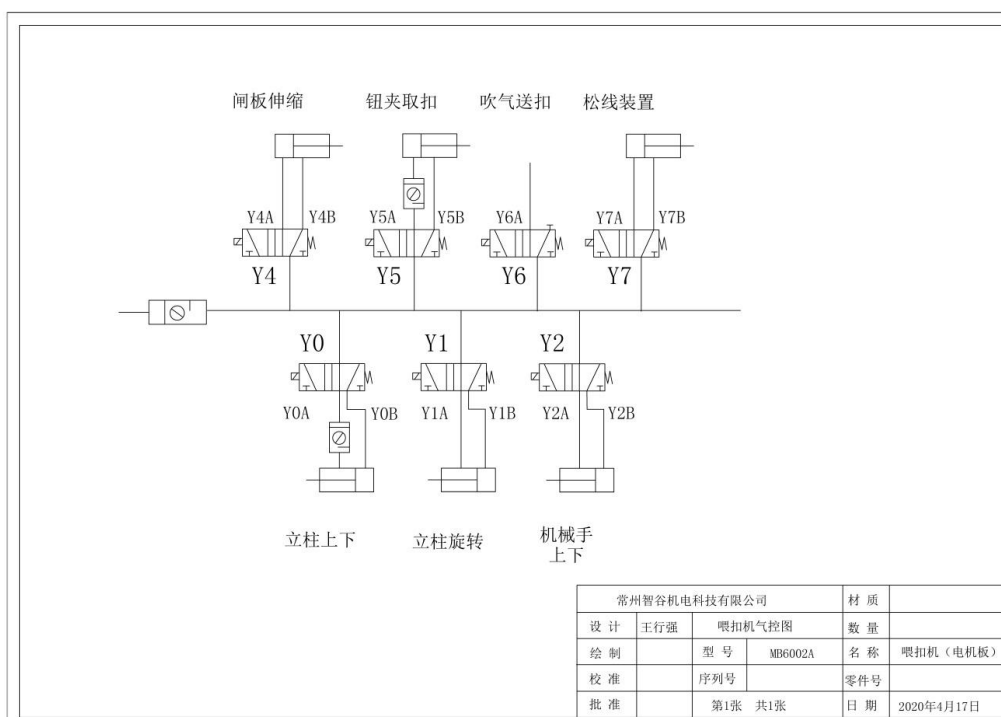 闸板伸缩
钮夹取扣
吹气送扣
松线装置
Y4A
Y4B
Y5A
Y5B
Y6A
Y7A
Y7B
Y4
Y5
Y6
Y7
Y0
Y1
Y2
Y0A
Y0B
Y1A
Y1B
Y2A
Y2B
立柱上下
立柱旋转
机械手
上下
常州智谷机电科技有限公司 材 质
设 计 王行强 喂扣机气控图 数 量
绘 制 型 号 MB6002A 名 称 喂扣机（电机板）
校 准 序列号 零件号
批 准 第1张 共1张 日 期 2020年4月17日